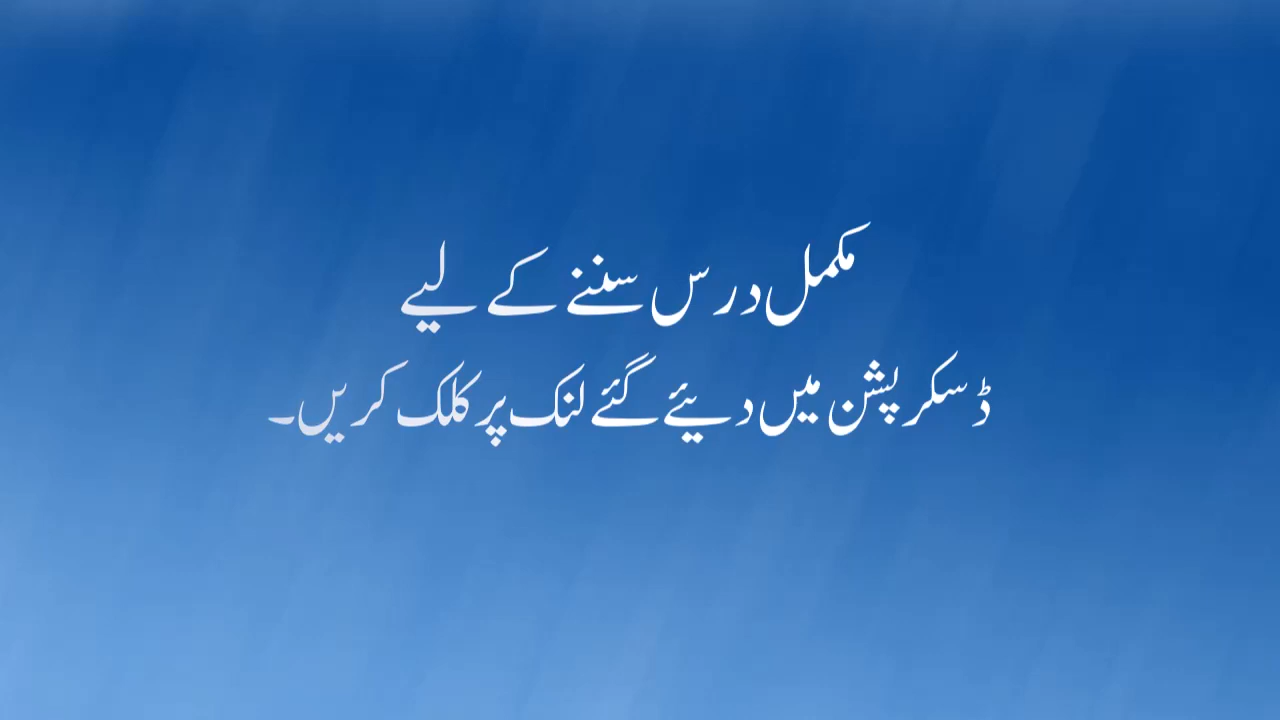 مکمل درس سننے کے لیے
ڈسکرپشن میں دیئے گئے لنک پر کلک کریں۔